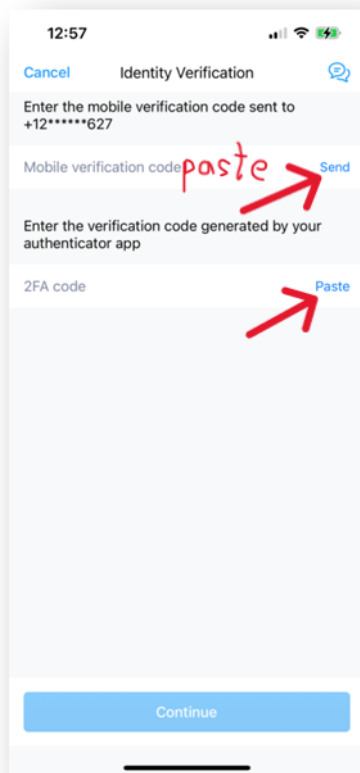 12:57
Cancel Identity Verification
Enter the mobile verification code sent to
+12******627
Mobile verification code paste Send
Enter the verification code generated by your
authenticator app
2FA code Paste
Continue